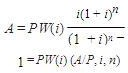 A = PW(i) i(1 + i)^n / (1 + i)^n −
1 = PW(i) (A/P, i, n)